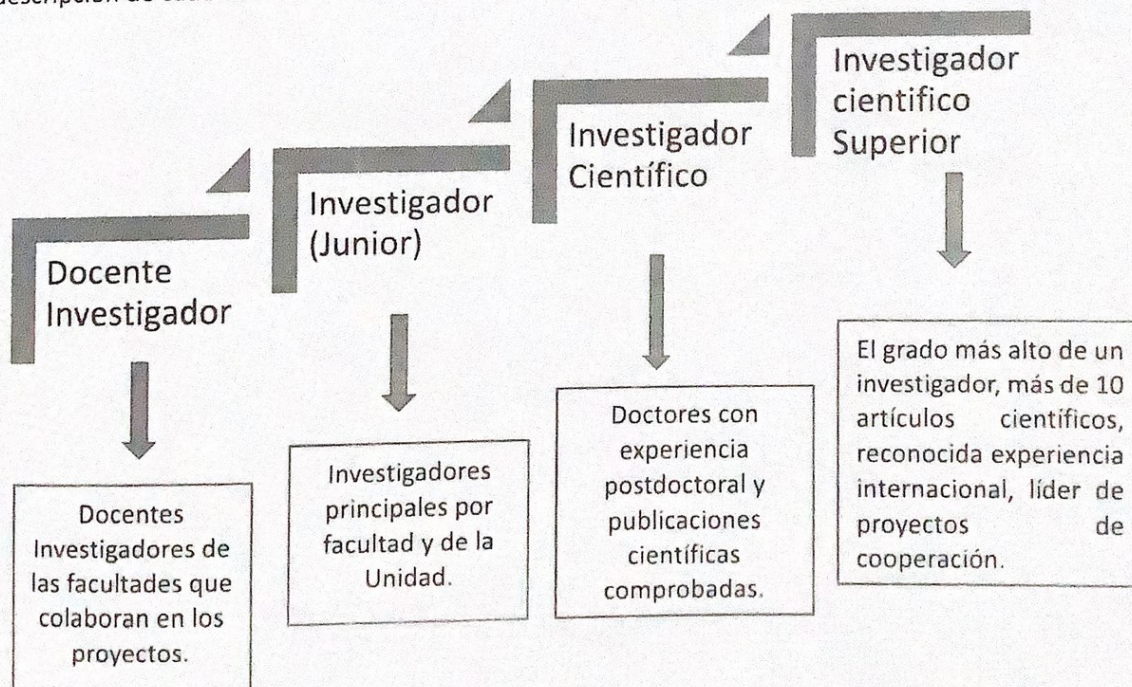 descripción de
Docente
Investigador
Investigador
(Junior)
Investigador
Científico
Investigador
cientifico
Superior
Docentes
Investigadores de
las facultades que
colaboran en los
proyectos.
Investigadores
principales por
facultad y de la
Unidad.
Doctores con
experiencia
postdoctoral y
publicaciones
científicas
comprobadas.
El grado más alto de un
investigador, más de 10
artículos científicos,
reconocida experiencia
internacional, líder de
proyectos de
cooperación.